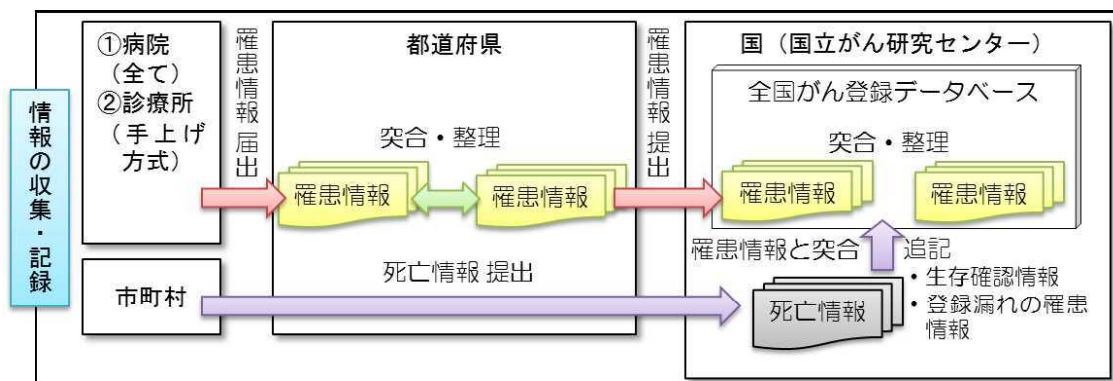 情報の収集・記録
①病院
(全て)
②診療所
(手上げ
方式)
市町村
罹患情報 届出
都道府県
突合・整理
罹患情報
罹患情報
死亡情報 提出
罹患情報 提出
国(国立がん研究センター)
全国がん登録データベース
突合・整理
罹患情報
罹患情報
罹患情報と突合
追記
・生存確認情報
・登録漏れの罹患
情報
死亡情報